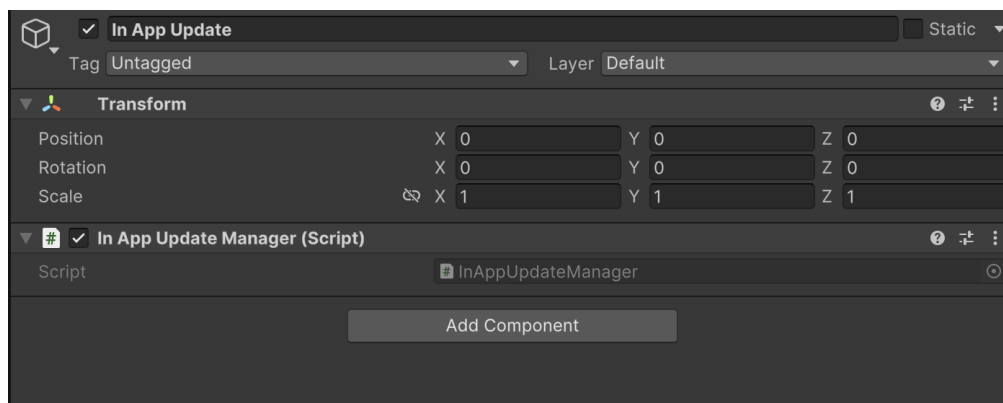 In App Update Static
Tag Untagged Layer Default
Transform
Position X 0 Y 0 Z 0
Rotation X 0 Y 0 Z 0
Scale X 1 Y 1 Z 1
# In App Update Manager (Script)
Script # InAppUpdateManager
Add Component